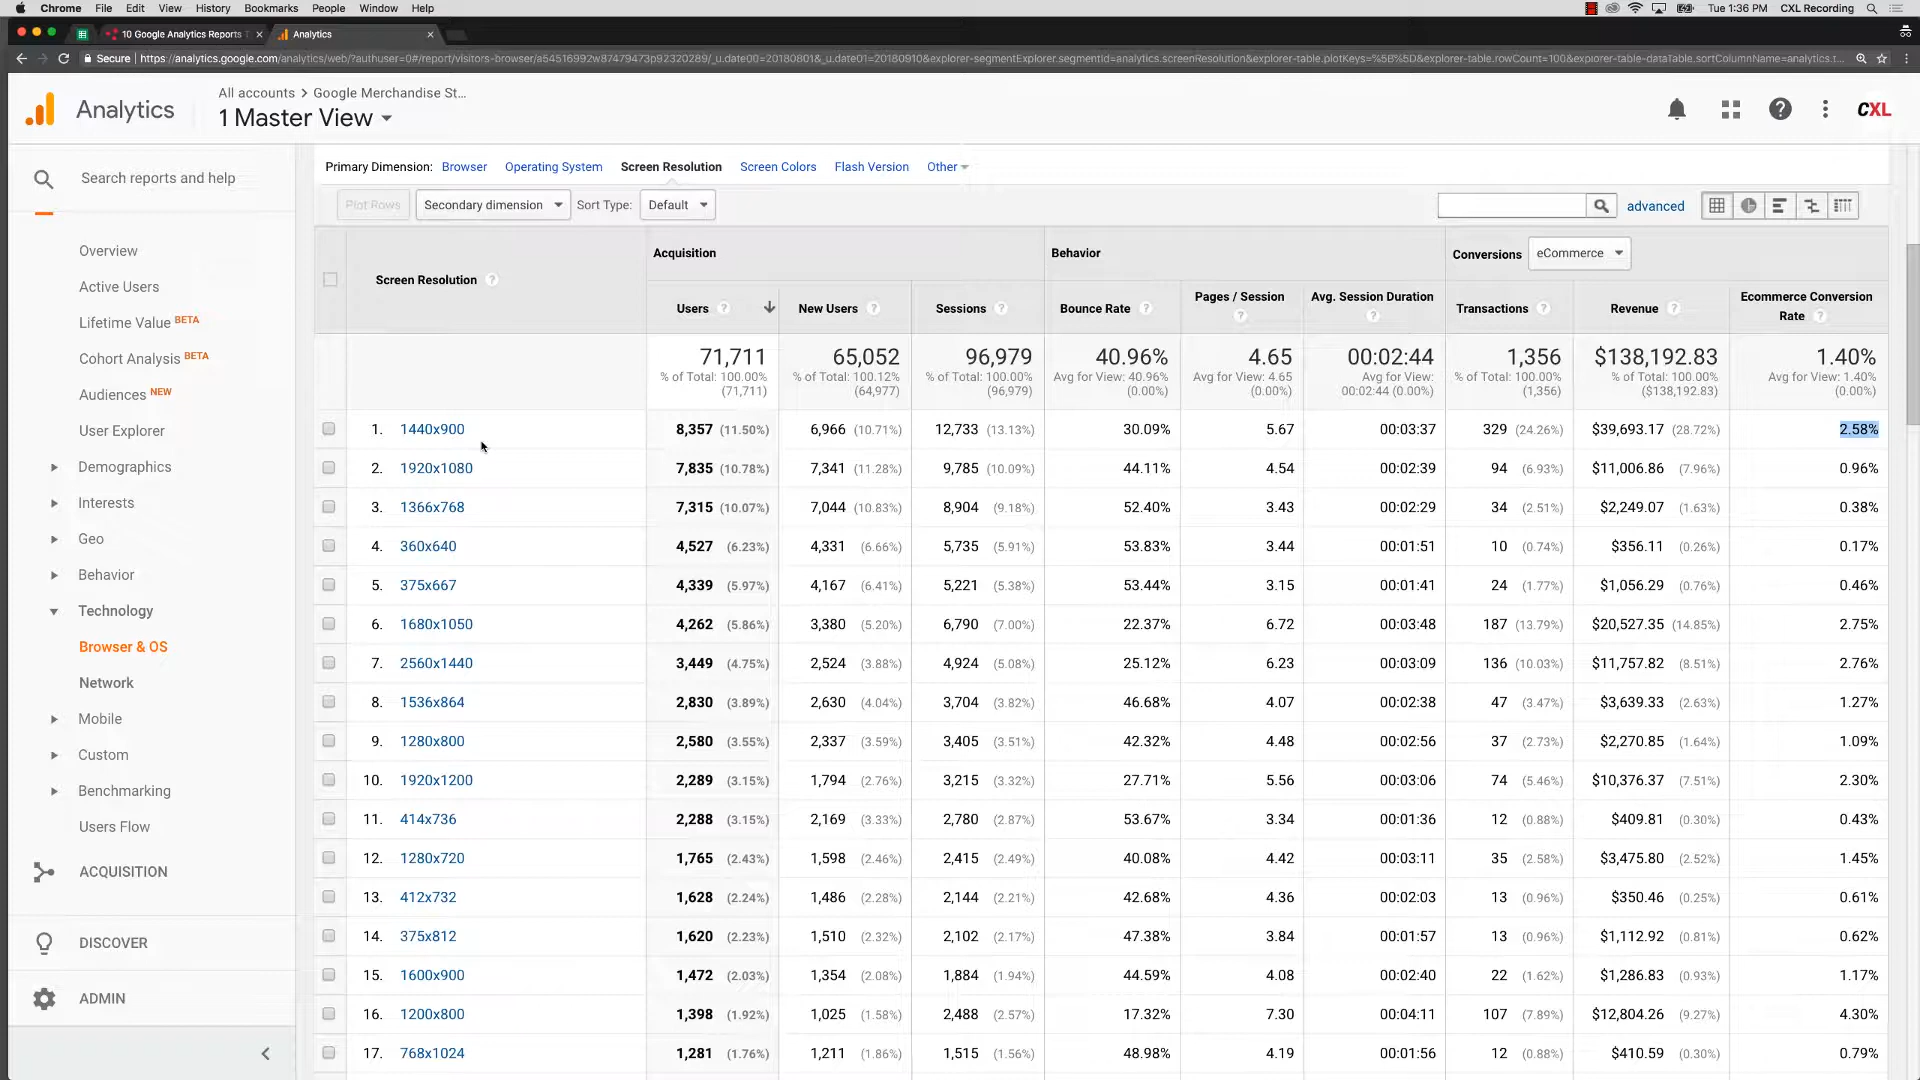 Chrome File Edit View History Bookmarks People Window Help Tue 1:36 PM CXL Recording
10 Google Analytics Reports T Analytics
Secure https://analytics.google.com/analytics/web/?authuser=0#/report/visitors-browser/a54516992w87479473p92320289/_u.date00=20180801&_u.date01=20180910&explorer-segmentExplorer.segmentId=analytics.screenResolution&explorer-table.plotKeys=%5B%5D&explorer-table.rowCount=100&explorer-table-dataTable.sortColumnName=analytics.t...
All accounts > Google Merchandise St...
Analytics 1 Master View CXL
Search reports and help
Overview
Active Users
Lifetime Value BETA
Cohort Analysis BETA
Audiences NEW
User Explorer
Demographics
Interests
Geo
Behavior
Technology
Browser & OS
Network
Mobile
Custom
Benchmarking
Users Flow
ACQUISITION
DISCOVER
ADMIN
Primary Dimension: Browser Operating System Screen Resolution Screen Colors Flash Version Other
Plot Rows Secondary dimension Sort Type: Default advanced
Acquisition Behavior Conversions eCommerce
Screen Resolution ? Users ? New Users ? Sessions ? Bounce Rate ? Pages / Session ? Avg. Session Duration ? Transactions ? Revenue ? Ecommerce Conversion Rate ?
71,711 65,052 96,979 40.96% 4.65 00:02:44 1,356 $138,192.83 1.40%
% of Total: 100.00% (71,711) % of Total: 100.12% (64,977) % of Total: 100.00% (96,979) Avg for View: 40.96% (0.00%) Avg for View: 4.65 (0.00%) Avg for View: 00:02:44 (0.00%) % of Total: 100.00% (1,356) % of Total: 100.00% ($138,192.83) Avg for View: 1.40% (0.00%)
1. 1440x900 8,357 (11.50%) 6,966 (10.71%) 12,733 (13.13%) 30.09% 5.67 00:03:37 329 (24.26%) $39,693.17 (28.72%) 2.58%
2. 1920x1080 7,835 (10.78%) 7,341 (11.28%) 9,785 (10.09%) 44.11% 4.54 00:02:39 94 (6.93%) $11,006.86 (7.96%) 0.96%
3. 1366x768 7,315 (10.07%) 7,044 (10.83%) 8,904 (9.18%) 52.40% 3.43 00:02:29 34 (2.51%) $2,249.07 (1.63%) 0.38%
4. 360x640 4,527 (6.23%) 4,331 (6.66%) 5,735 (5.91%) 53.83% 3.44 00:01:51 10 (0.74%) $356.11 (0.26%) 0.17%
5. 375x667 4,339 (5.97%) 4,167 (6.41%) 5,221 (5.38%) 53.44% 3.15 00:01:41 24 (1.77%) $1,056.29 (0.76%) 0.46%
6. 1680x1050 4,262 (5.86%) 3,380 (5.20%) 6,790 (7.00%) 22.37% 6.72 00:03:48 187 (13.79%) $20,527.35 (14.85%) 2.75%
7. 2560x1440 3,449 (4.75%) 2,524 (3.88%) 4,924 (5.08%) 25.12% 6.23 00:03:09 136 (10.03%) $11,757.82 (8.51%) 2.76%
8. 1536x864 2,830 (3.89%) 2,630 (4.04%) 3,704 (3.82%) 46.68% 4.07 00:02:38 47 (3.47%) $3,639.33 (2.63%) 1.27%
9. 1280x800 2,580 (3.55%) 2,337 (3.59%) 3,405 (3.51%) 42.32% 4.48 00:02:56 37 (2.73%) $2,270.85 (1.64%) 1.09%
10. 1920x1200 2,289 (3.15%) 1,794 (2.76%) 3,215 (3.32%) 27.71% 5.56 00:03:06 74 (5.46%) $10,376.37 (7.51%) 2.30%
11. 414x736 2,288 (3.15%) 2,169 (3.33%) 2,780 (2.87%) 53.67% 3.34 00:01:36 12 (0.88%) $409.81 (0.30%) 0.43%
12. 1280x720 1,765 (2.43%) 1,598 (2.46%) 2,415 (2.49%) 40.08% 4.42 00:03:11 35 (2.58%) $3,475.80 (2.52%) 1.45%
13. 412x732 1,628 (2.24%) 1,486 (2.28%) 2,144 (2.21%) 42.68% 4.36 00:02:03 13 (0.96%) $350.46 (0.25%) 0.61%
14. 375x812 1,620 (2.23%) 1,510 (2.32%) 2,102 (2.17%) 47.38% 3.84 00:01:57 13 (0.96%) $1,112.92 (0.81%) 0.62%
15. 1600x900 1,472 (2.03%) 1,354 (2.08%) 1,884 (1.94%) 44.59% 4.08 00:02:40 22 (1.62%) $1,286.83 (0.93%) 1.17%
16. 1200x800 1,398 (1.92%) 1,025 (1.58%) 2,488 (2.57%) 17.32% 7.30 00:04:11 107 (7.89%) $12,804.26 (9.27%) 4.30%
17. 768x1024 1,281 (1.76%) 1,211 (1.86%) 1,515 (1.56%) 48.98% 4.19 00:01:56 12 (0.88%) $410.59 (0.30%) 0.79%